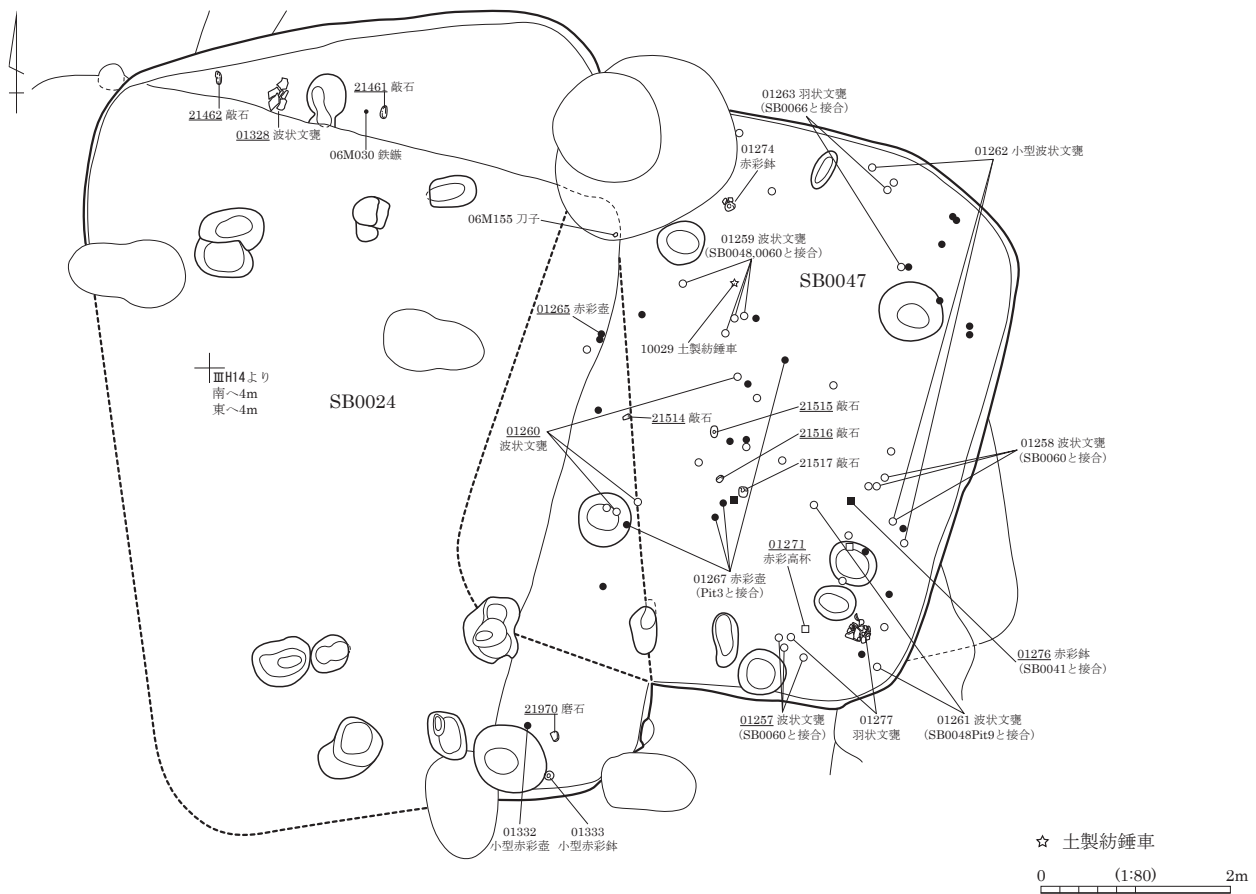 21461 敲石
21462 敲石
01328 波状文甕
06M030 鉄鏃
01263 羽状文甕
(SB0066と接合)
01274
赤彩鉢
01262 小型波状文甕
06M155 刀子
01259 波状文甕
(SB0048,0060と接合)
SB0047
01265 赤彩壺
10029 土製紡錘車
ⅢH14より
南へ4m
東へ4m
SB0024
21514 敲石
21515 敲石
01260
波状文甕
21516 敲石
21517 敲石
01258 波状文甕
(SB0060と接合)
01271
赤彩高杯
01267 赤彩壺
(Pit3と接合)
01276 赤彩鉢
(SB0041と接合)
21970 磨石
01257 波状文甕
(SB0060と接合)
01277
羽状文甕
01261 波状文甕
(SB0048Pit9と接合)
01332
小型赤彩壺
01333
小型赤彩鉢
☆ 土製紡錘車
0 (1:80) 2m